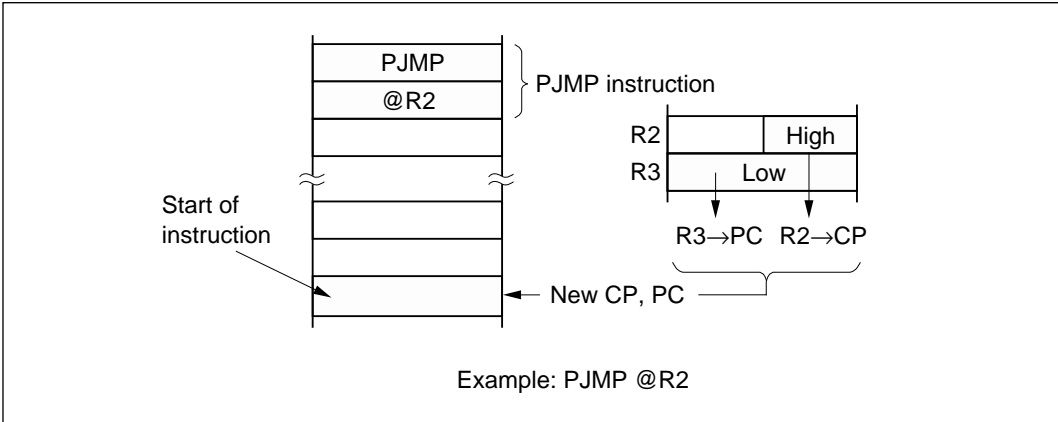 PJMP
@R2
PJMP instruction
R2
High
R3
Low
R3→PC R2→CP
Start of
instruction
New CP, PC
Example: PJMP @R2